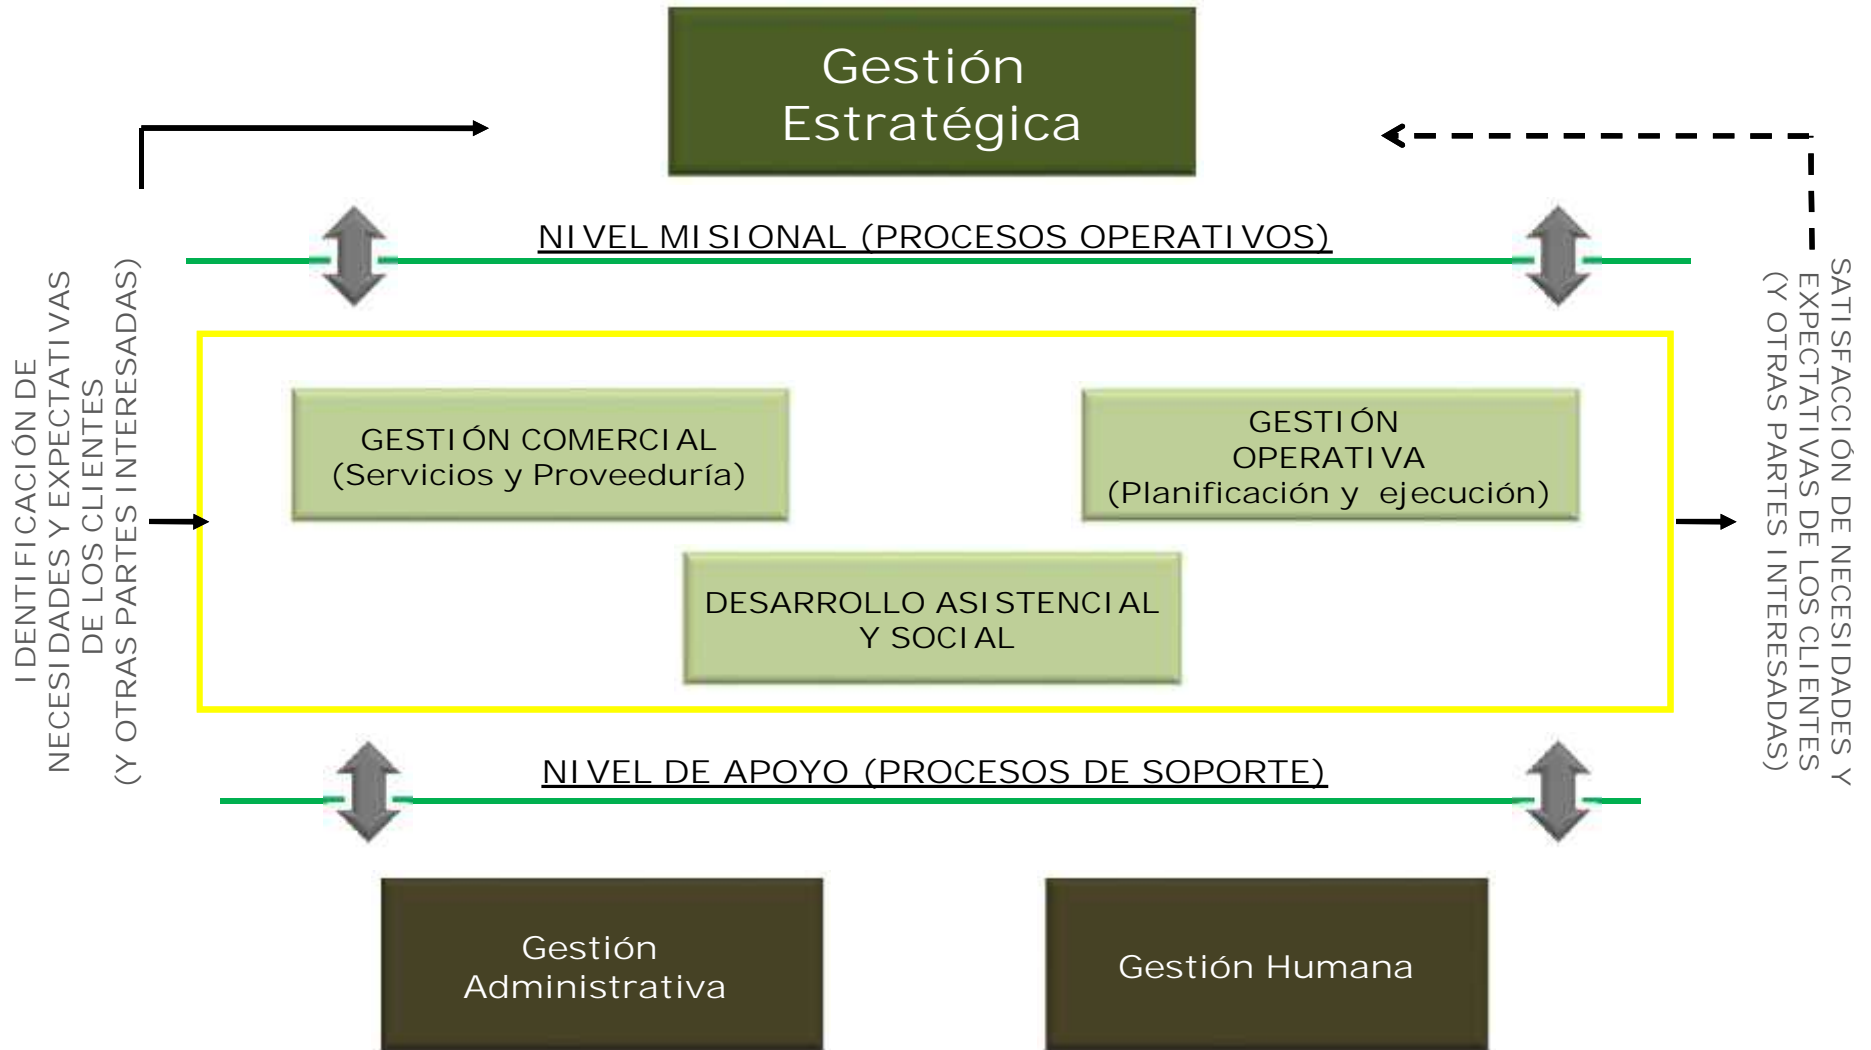 Gestión
Estratégica
NIVEL MISIONAL (PROCESOS OPERATIVOS)
IDENTIFICACIÓN DE
NECESIDADES Y EXPECTATIVAS
DE LOS CLIENTES
(Y OTRAS PARTES INTERESADAS)
GESTIÓN COMERCIAL
(Servicios y Proveeduría)
GESTIÓN
OPERATIVA
(Planificación y ejecución)
DESARROLLO ASISTENCIAL
Y SOCIAL
SATISFACCIÓN DE NECESIDADES Y
EXPECTATIVAS DE LOS CLIENTES
(Y OTRAS PARTES INTERESADAS)
NIVEL DE APOYO (PROCESOS DE SOPORTE)
Gestión
Administrativa
Gestión Humana